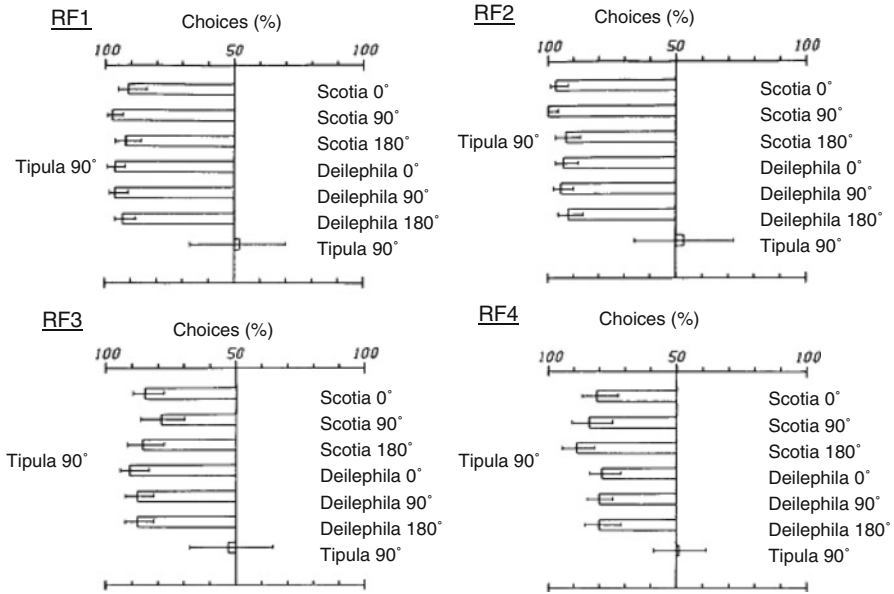 RF1
Choices (%)
100 50 100
Scotia 0°
Scotia 90°
Scotia 180°
Tipula 90°
Deilephila 0°
Deilephila 90°
Deilephila 180°
Tipula 90°
RF2
Choices (%)
100 50 100
Scotia 0°
Scotia 90°
Tipula 90°
Scotia 180°
Deilephila 0°
Deilephila 90°
Deilephila 180°
Tipula 90°
RF3
Choices (%)
100 50 100
Scotia 0°
Scotia 90°
Scotia 180°
Tipula 90°
Deilephila 0°
Deilephila 90°
Deilephila 180°
Tipula 90°
RF4
Choices (%)
100 50 100
Scotia 0°
Scotia 90°
Scotia 180°
Tipula 90°
Deilephila 0°
Deilephila 90°
Deilephila 180°
Tipula 90°